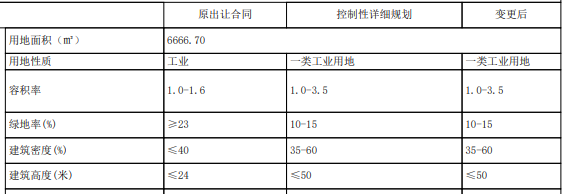 原出让合同 控制性详细规划 变更后
用地面积（㎡） 6666.70
用地性质 工业 一类工业用地 一类工业用地
容积率 1.0-1.6 1.0-3.5 1.0-3.5
绿地率(%) ≥23 10-15 10-15
建筑密度(%) ≤40 35-60 35-60
建筑高度(米) ≤24 ≤50 ≤50